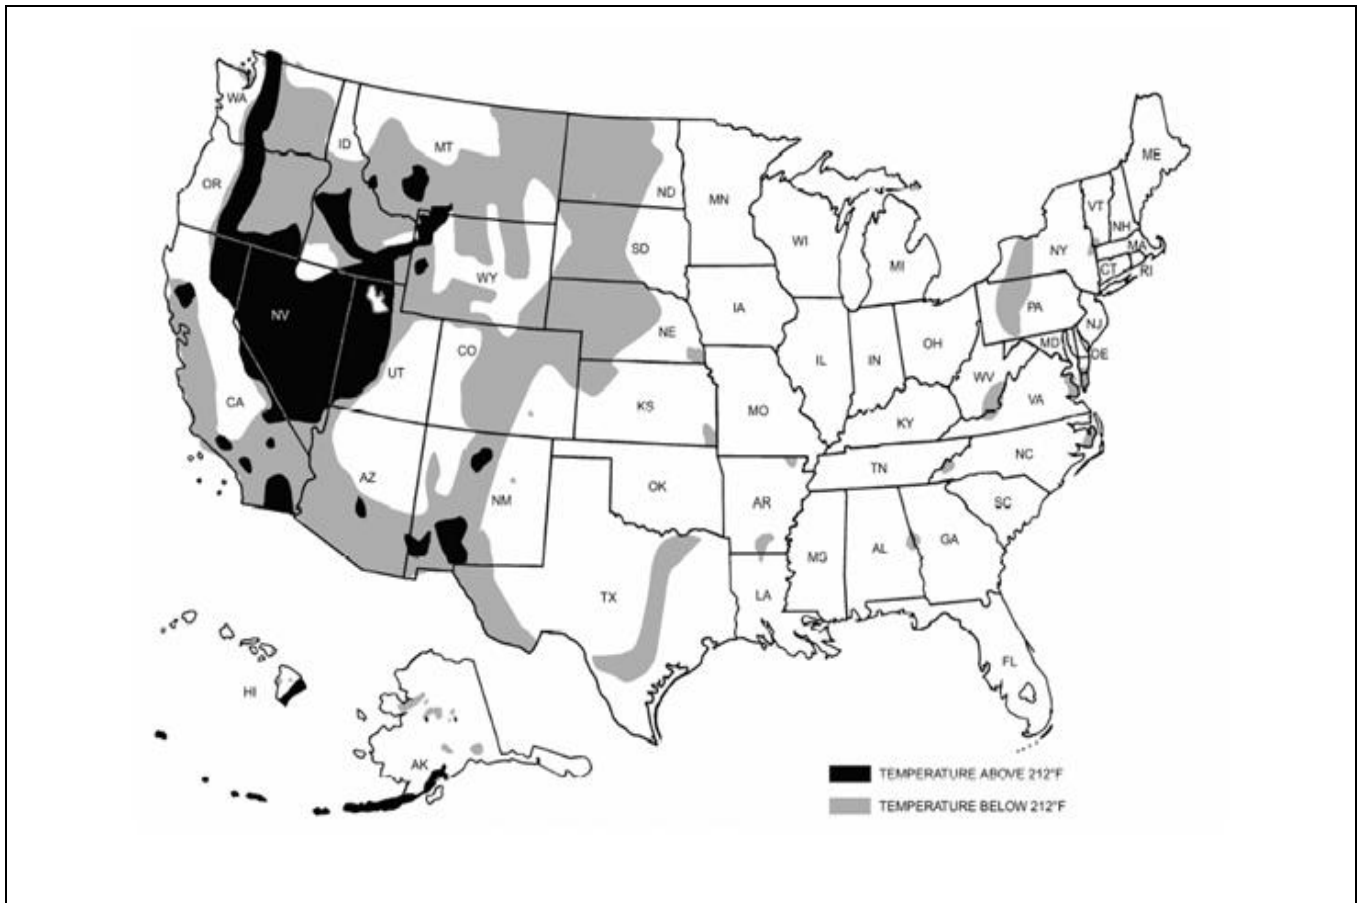 WA
ME
MT
ID
VT
OR
ND
MN
NH
WI
SD
NY
MA
MI
CT
RI
WY
IA
PA
NV
NJ
NE
OH
MD
CO
IL
IN
DE
UT
WV
CA
KS
MO
VA
KY
NC
TN
AZ
OK
NM
AR
SC
GA
AL
MS
TX
LA
FL
HI
AK
TEMPERATURE ABOVE 212°F
TEMPERATURE BELOW 212°F